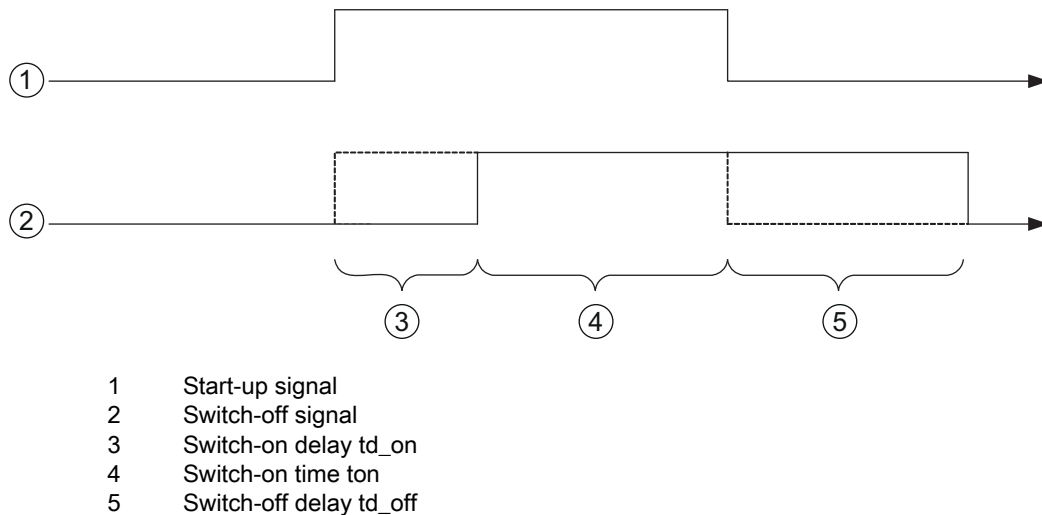 1
2
3
4
5
1 Start-up signal
2 Switch-off signal
3 Switch-on delay td_on
4 Switch-on time ton
5 Switch-off delay td_off